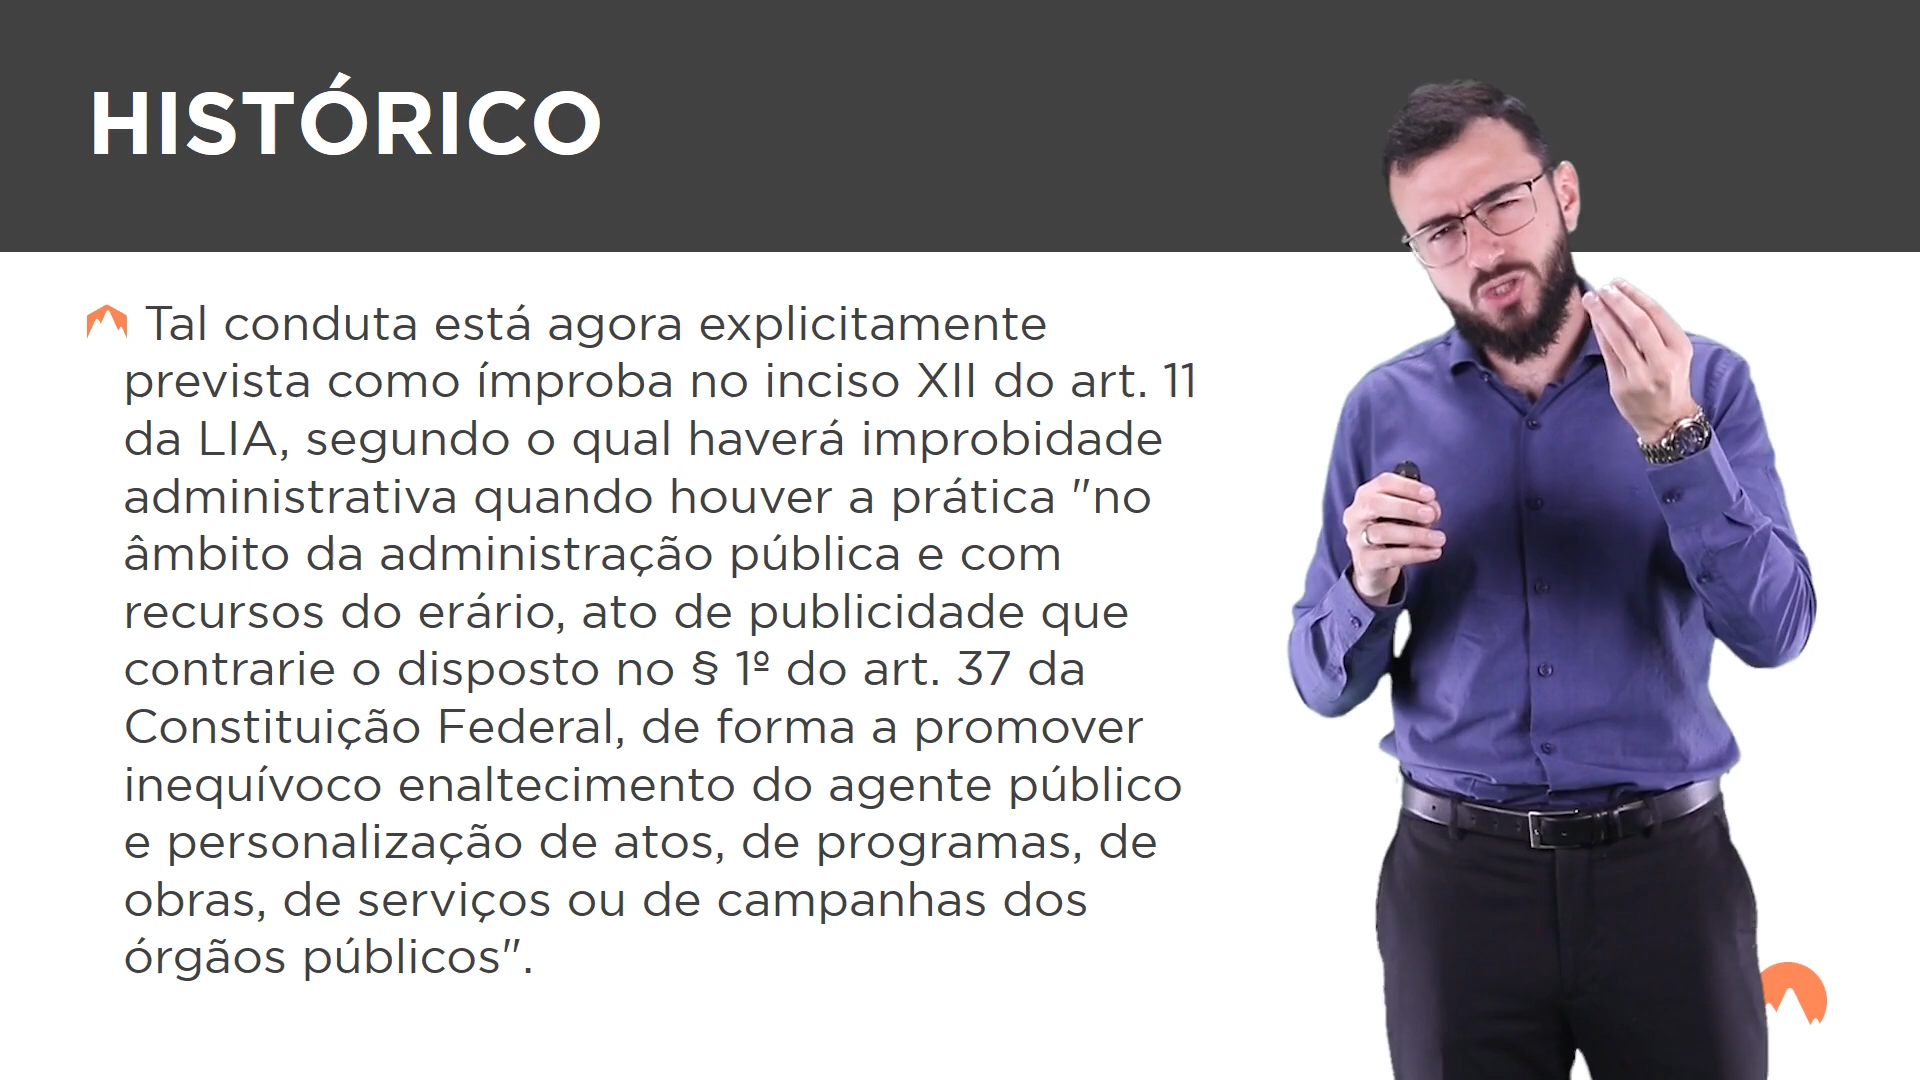 HISTÓRICO
Tal conduta está agora explicitamente
prevista como ímproba no inciso XII do art. 11
da LIA, segundo o qual haverá improbidade
administrativa quando houver a prática "no
âmbito da administração pública e com
recursos do erário, ato de publicidade que
contrarie o disposto no § 1º do art. 37 da
Constituição Federal, de forma a promover
inequívoco enaltecimento do agente público
e personalização de atos, de programas, de
obras, de serviços ou de campanhas dos
órgãos públicos".